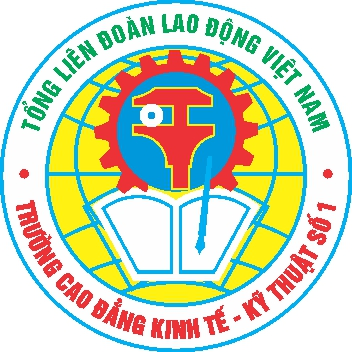 TỔNG LIÊN ĐOÀN LAO ĐỘNG VIỆT NAM
TRƯỜNG CAO ĐẲNG KINH TẾ - KỸ THUẬT SỐ 1